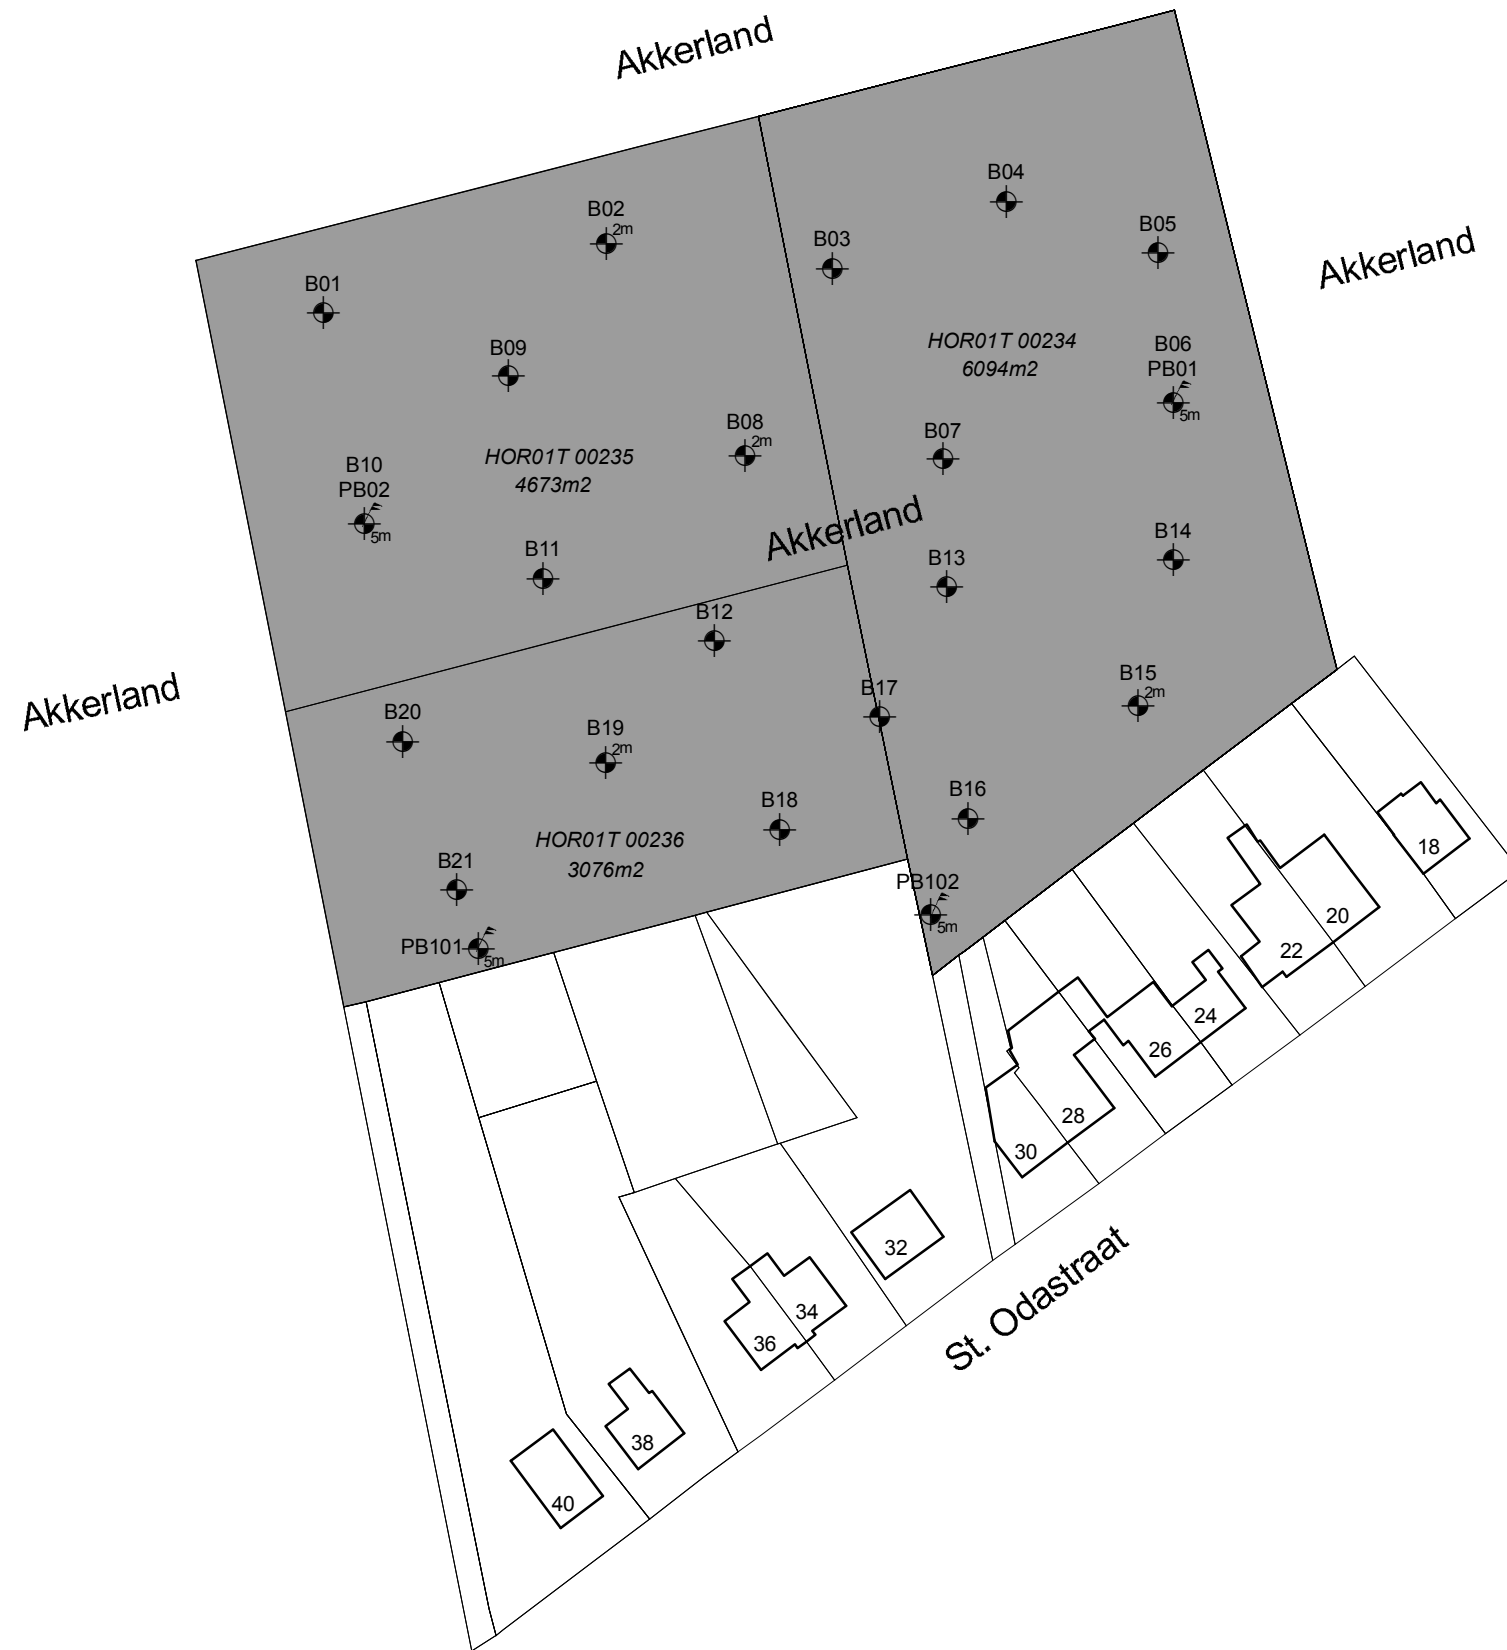 Akkerland
B04
B02
2m
B05
B03
Akkerland
B01
HOR01T 00234
6094m2
B06
PB01
5m
B09
B08
2m
B07
HOR01T 00235
4673m2
B10
PB02
5m
Akkerland
B14
B11
B13
B12
B15
2m
Akkerland
B17
B20
B19
2m
B16
B18
HOR01T 00236
3076m2
18
B21
PB102
5m
20
PB101
5m
22
24
26
28
30
32
St. Odastraat
34
36
38
40